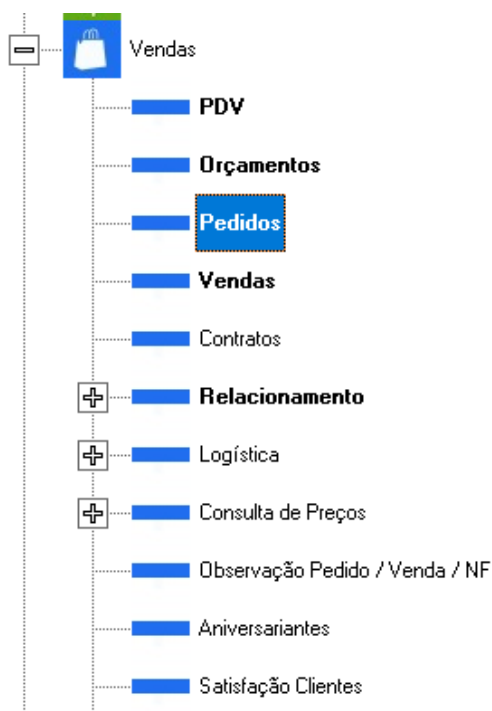 Vendas
PDV
Orçamentos
Pedidos
Vendas
Contratos
Relacionamento
Logística
Consulta de Preços
Observação Pedido / Venda / NF
Aniversariantes
Satisfação Clientes